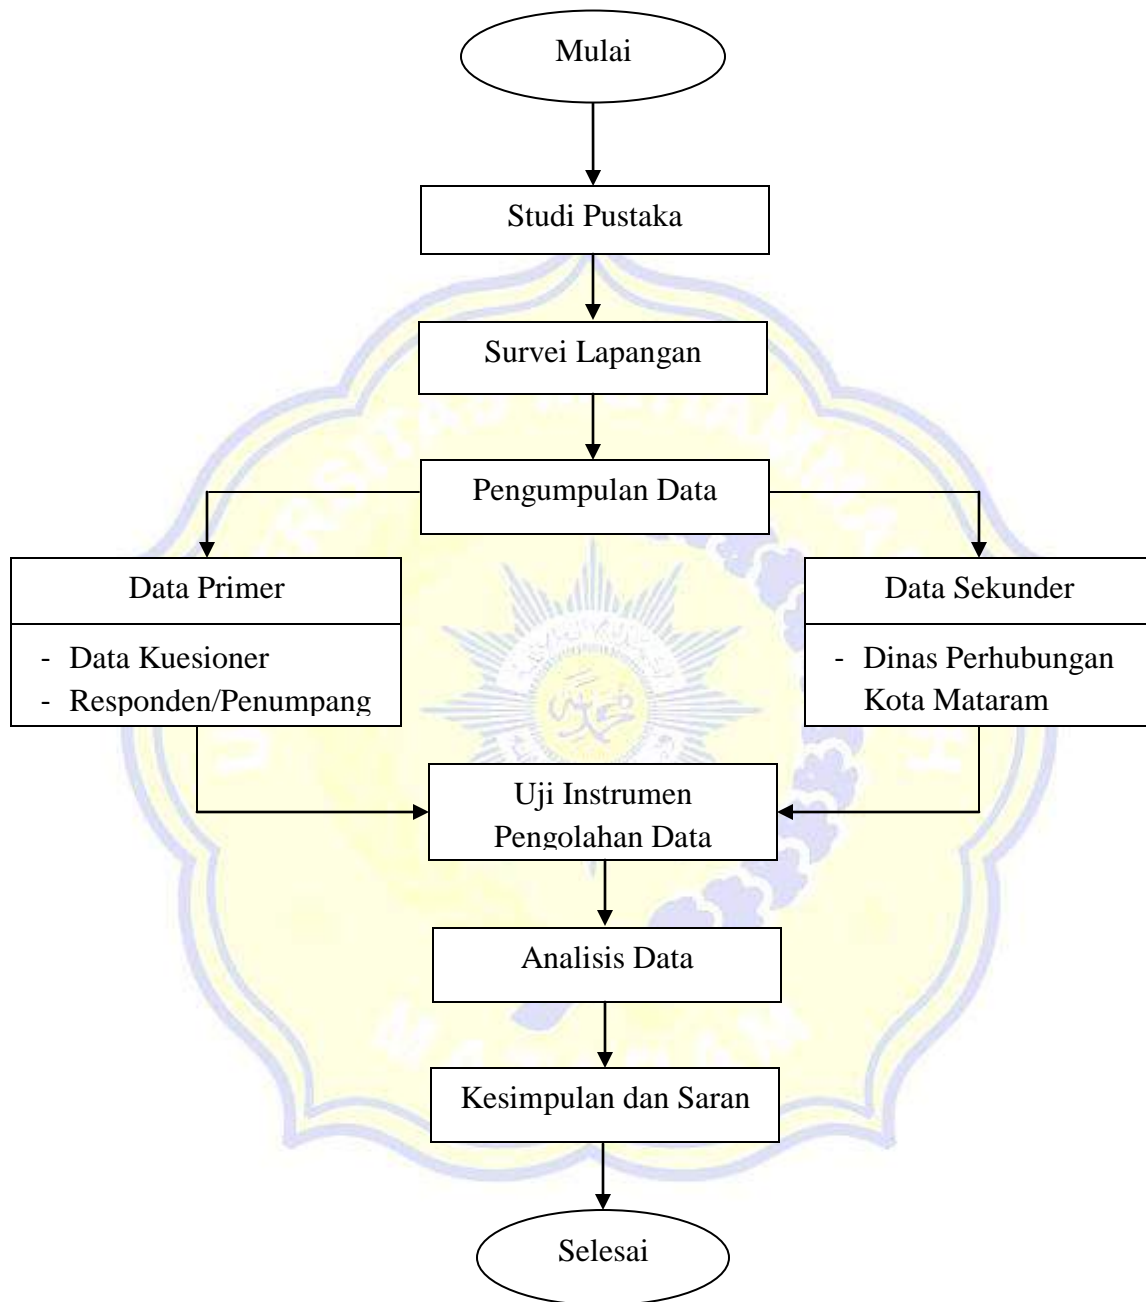 Mulai
Studi Pustaka
Survei Lapangan
Pengumpulan Data
Data Primer
- Data Kuesioner
- Responden/Penumpang
Data Sekunder
- Dinas Perhubungan
Kota Mataram
Uji Instrumen
Pengolahan Data
Analisis Data
Kesimpulan dan Saran
Selesai